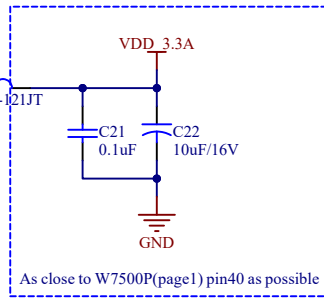 VDD_3.3A
-121JT
C21
C22
0.1uF
10uF/16V
GND
As close to W7500P(page1) pin40 as possible